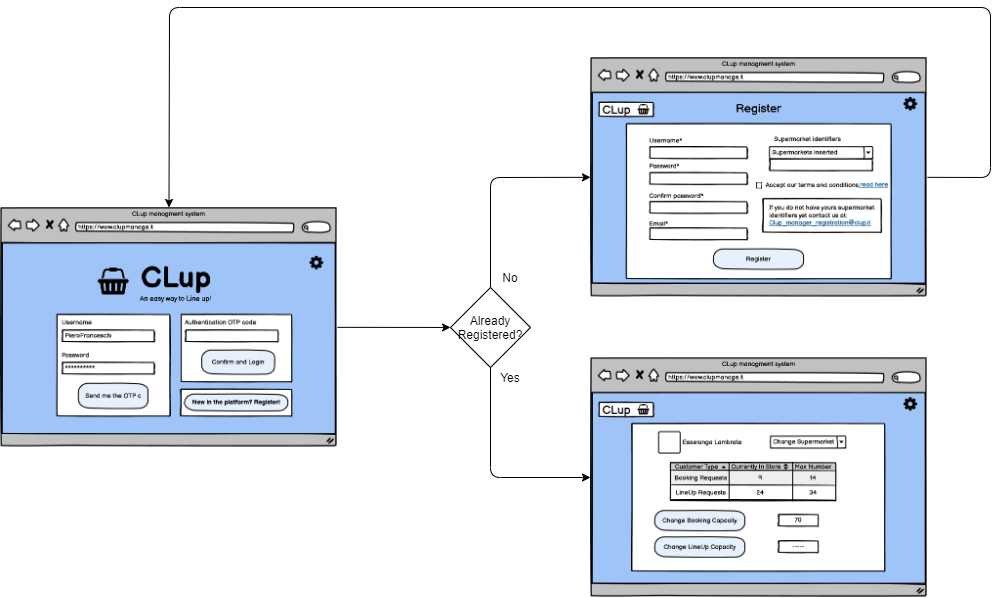 CLup managment system
https://www.clupmanage.it
CLup
An easy way to Line up!
Username
PieroFranceschi
Password
**********
Send me the OTP c
Authentication OTP code
Confirm and Login
New in the platform? Register!
Already
Registered?
No
Yes
CLup managment system
https://www.clupmanage.it
CLup
Register
Username*
Password*
Confirm password*
Email*
Supermarket identifiers
Supermarkets inserted
Accept our terms and conditions,read here
If you do not have yours supermarket
identifiers yet contact us at:
Clup_manager_registration@clup.it
Register
CLup managment system
https://www.clupmanage.it
CLup
Esselunga Lambrate
Change Supermarket
Customer Type Currently In Store Max Number
Booking Requests 9 14
LineUp Requests 24 34
Change Booking Capacity 70
Change LineUp Capacity -----